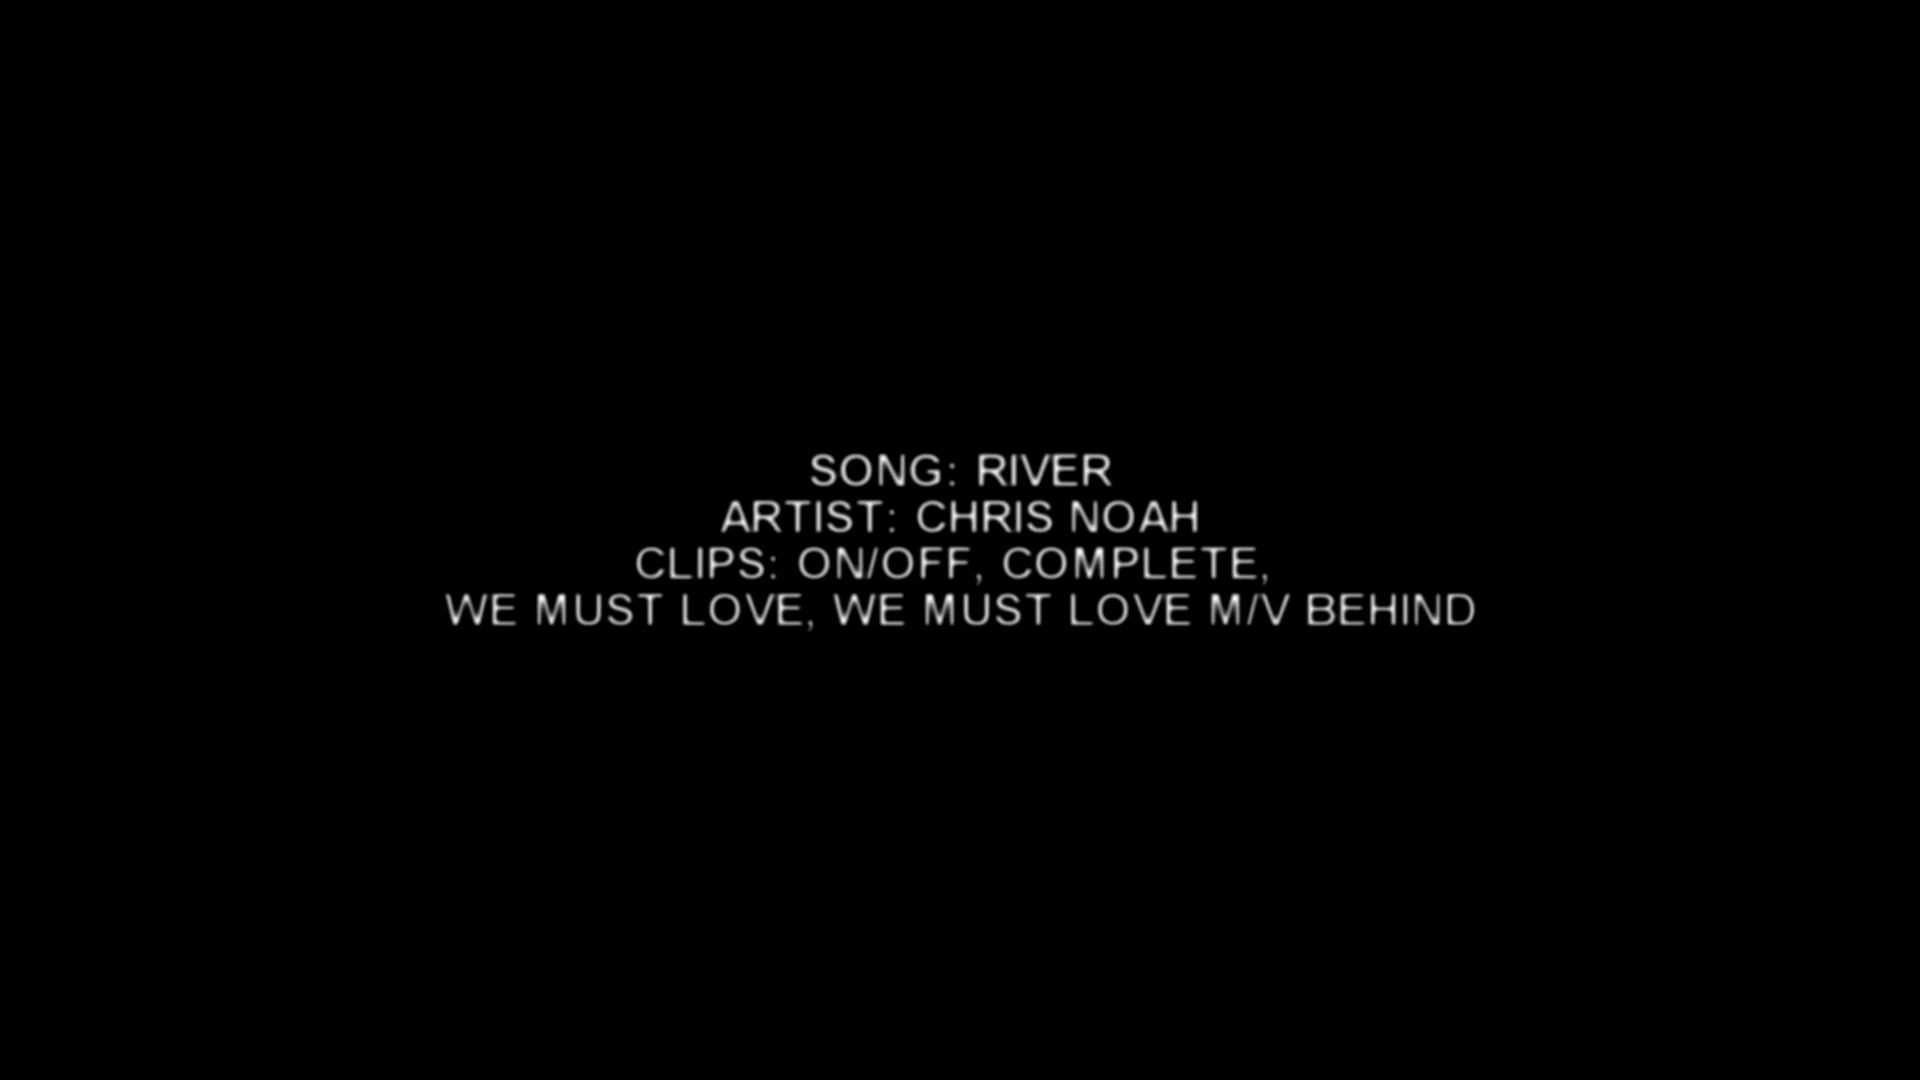 SONG: RIVER
ARTIST: CHRIS NOAH
CLIPS: ON/OFF, COMPLETE,
WE MUST LOVE, WE MUST LOVE M/V BEHIND